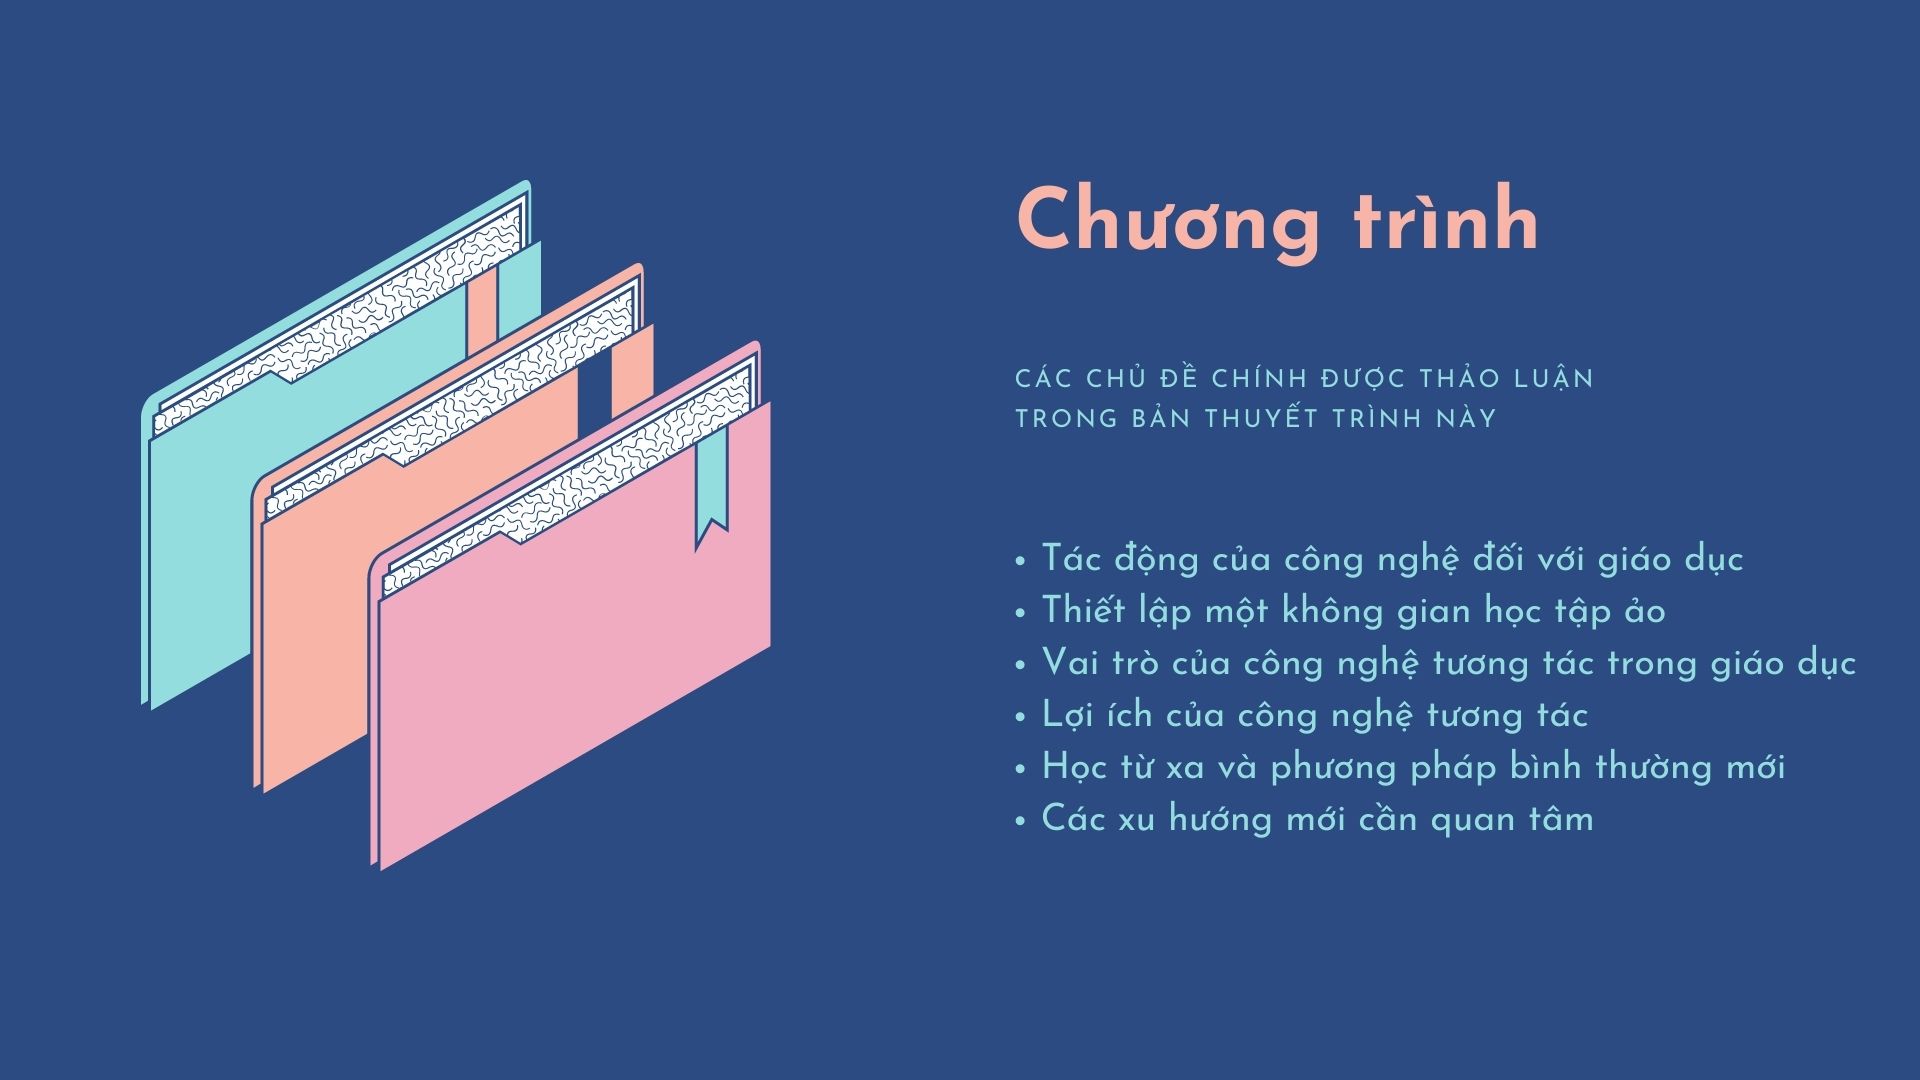 Chương trình
CÁC CHỦ ĐỀ CHÍNH ĐƯỢC THẢO LUẬN
TRONG BẢN THUYẾT TRÌNH NÀY
• Tác động của công nghệ đối với giáo dục
• Thiết lập một không gian học tập ảo
• Vai trò của công nghệ tương tác trong giáo dục
• Lợi ích của công nghệ tương tác
• Học từ xa và phương pháp bình thường mới
• Các xu hướng mới cần quan tâm